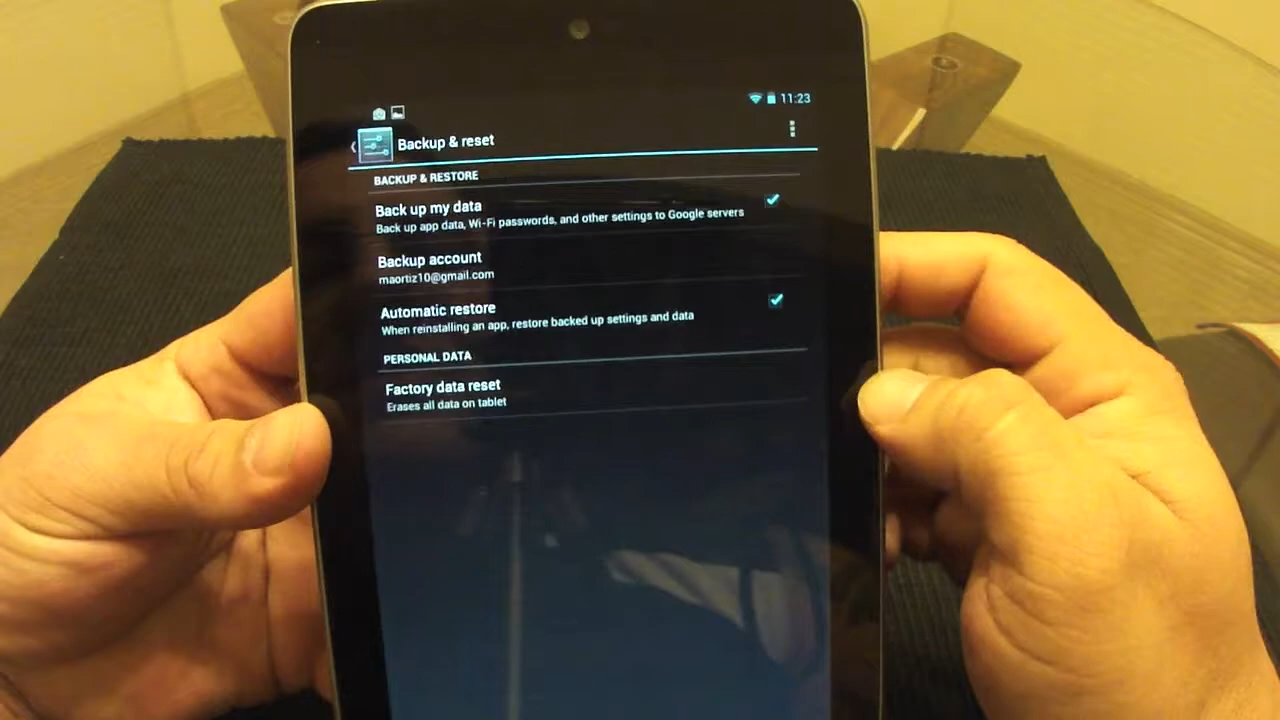 11:23
Backup & reset
BACKUP & RESTORE
Back up my data
Back up app data, Wi-Fi passwords, and other settings to Google servers
Backup account
maortiz10@gmail.com
Automatic restore
When reinstalling an app, restore backed up settings and data
PERSONAL DATA
Factory data reset
Erases all data on tablet